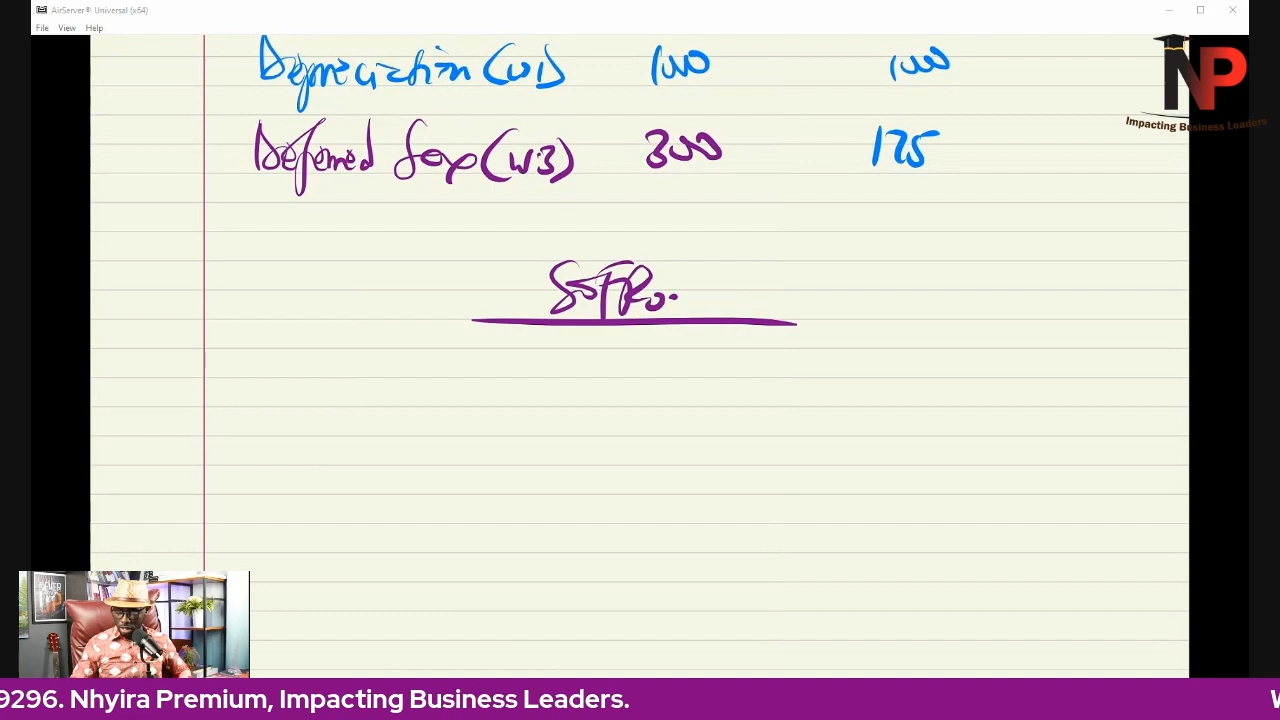 AirServer® Universal (x64)
File View Help
Depreciation (W1) 100 100
Deferred Tax (W3) 300 125
SOFPo.
NP
Impacting Business Leaders
9296. Nhyira Premium, Impacting Business Leaders. W